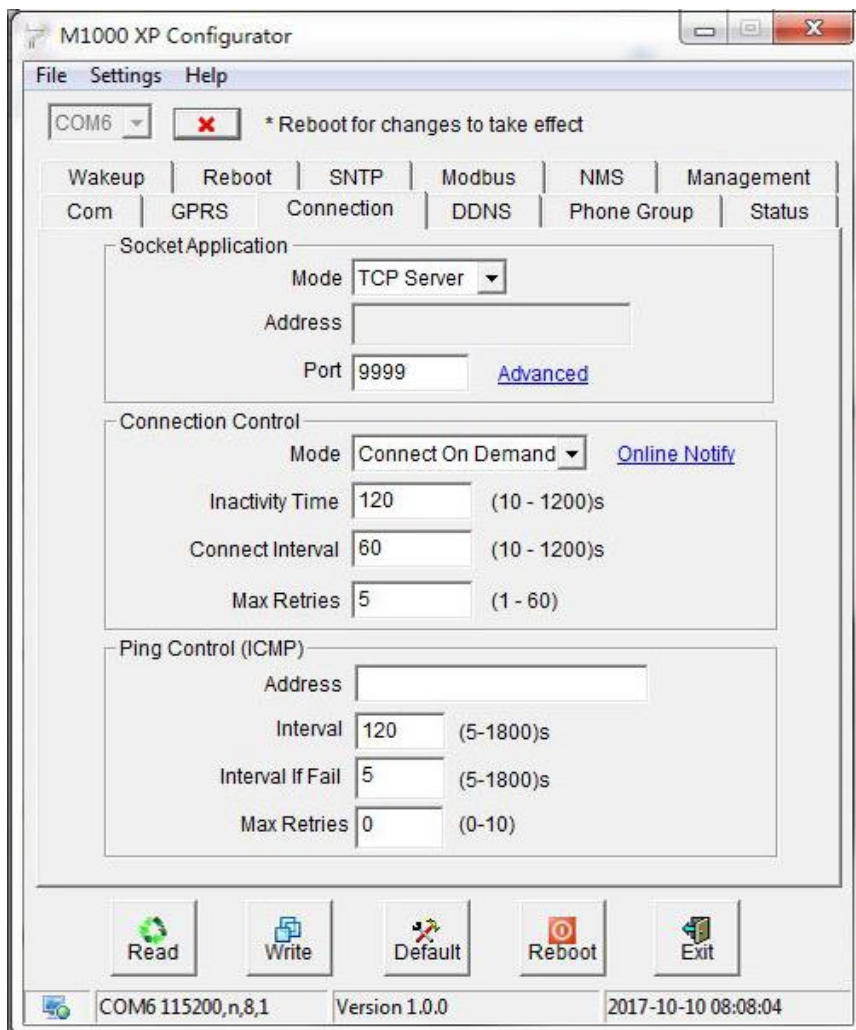 M1000 XP Configurator
File Settings Help
COM6 * Reboot for changes to take effect
Wakeup Reboot SNTP Modbus NMS Management
Com GPRS Connection DDNS Phone Group Status
Socket Application
Mode TCP Server
Address
Port 9999 Advanced
Connection Control
Mode Connect On Demand Online Notify
Inactivity Time 120 (10 - 1200)s
Connect Interval 60 (10 - 1200)s
Max Retries 5 (1 - 60)
Ping Control (ICMP)
Address
Interval 120 (5-1800)s
Interval If Fail 5 (5-1800)s
Max Retries 0 (0-10)
Read Write Default Reboot Exit
COM6 115200,n,8,1 Version 1.0.0 2017-10-10 08:08:04